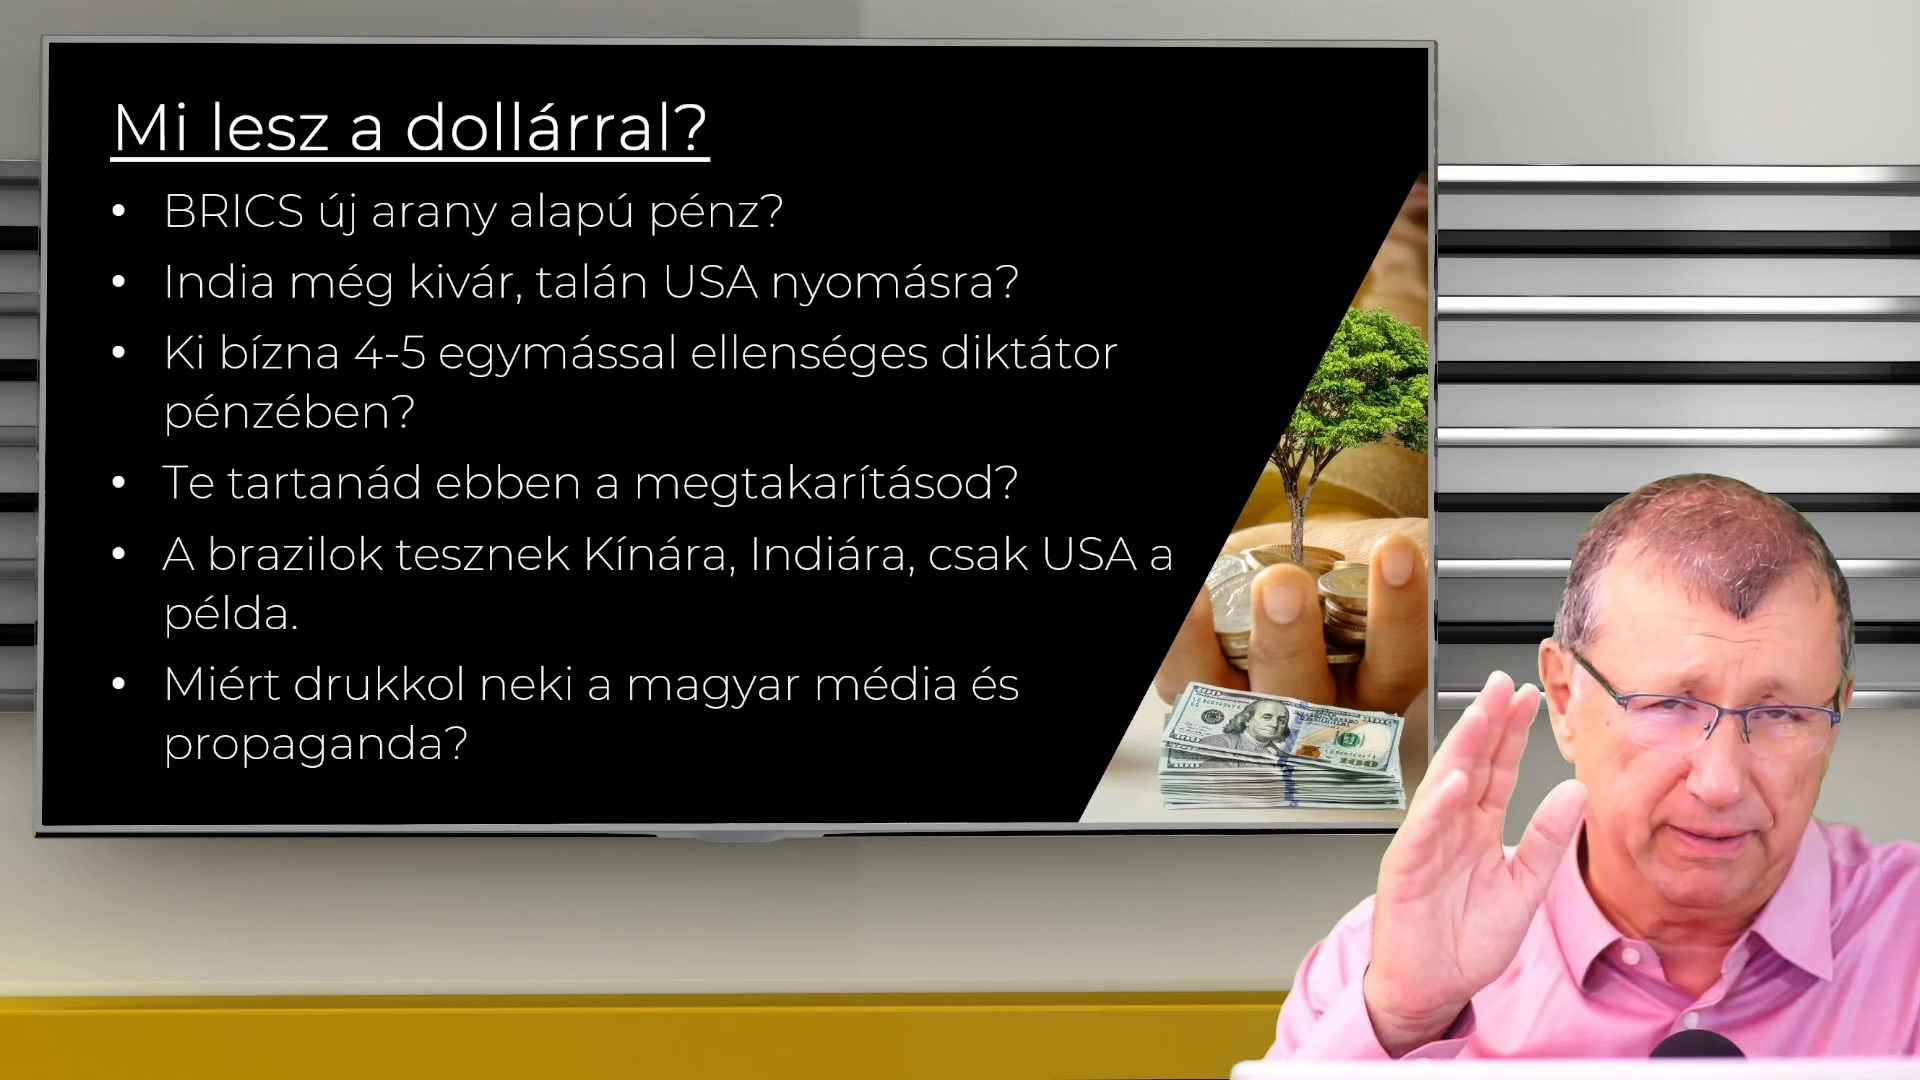 Mi lesz a dollárral?
• BRICS új arany alapú pénz?
• India még kivár, talán USA nyomásra?
• Ki bízna 4-5 egymással ellenséges diktátor
pénzében?
• Te tartanád ebben a megtakarításod?
• A brazilok tesznek Kínára, Indiára, csak USA a
példa.
• Miért drukkol neki a magyar média és
propaganda?
100
100